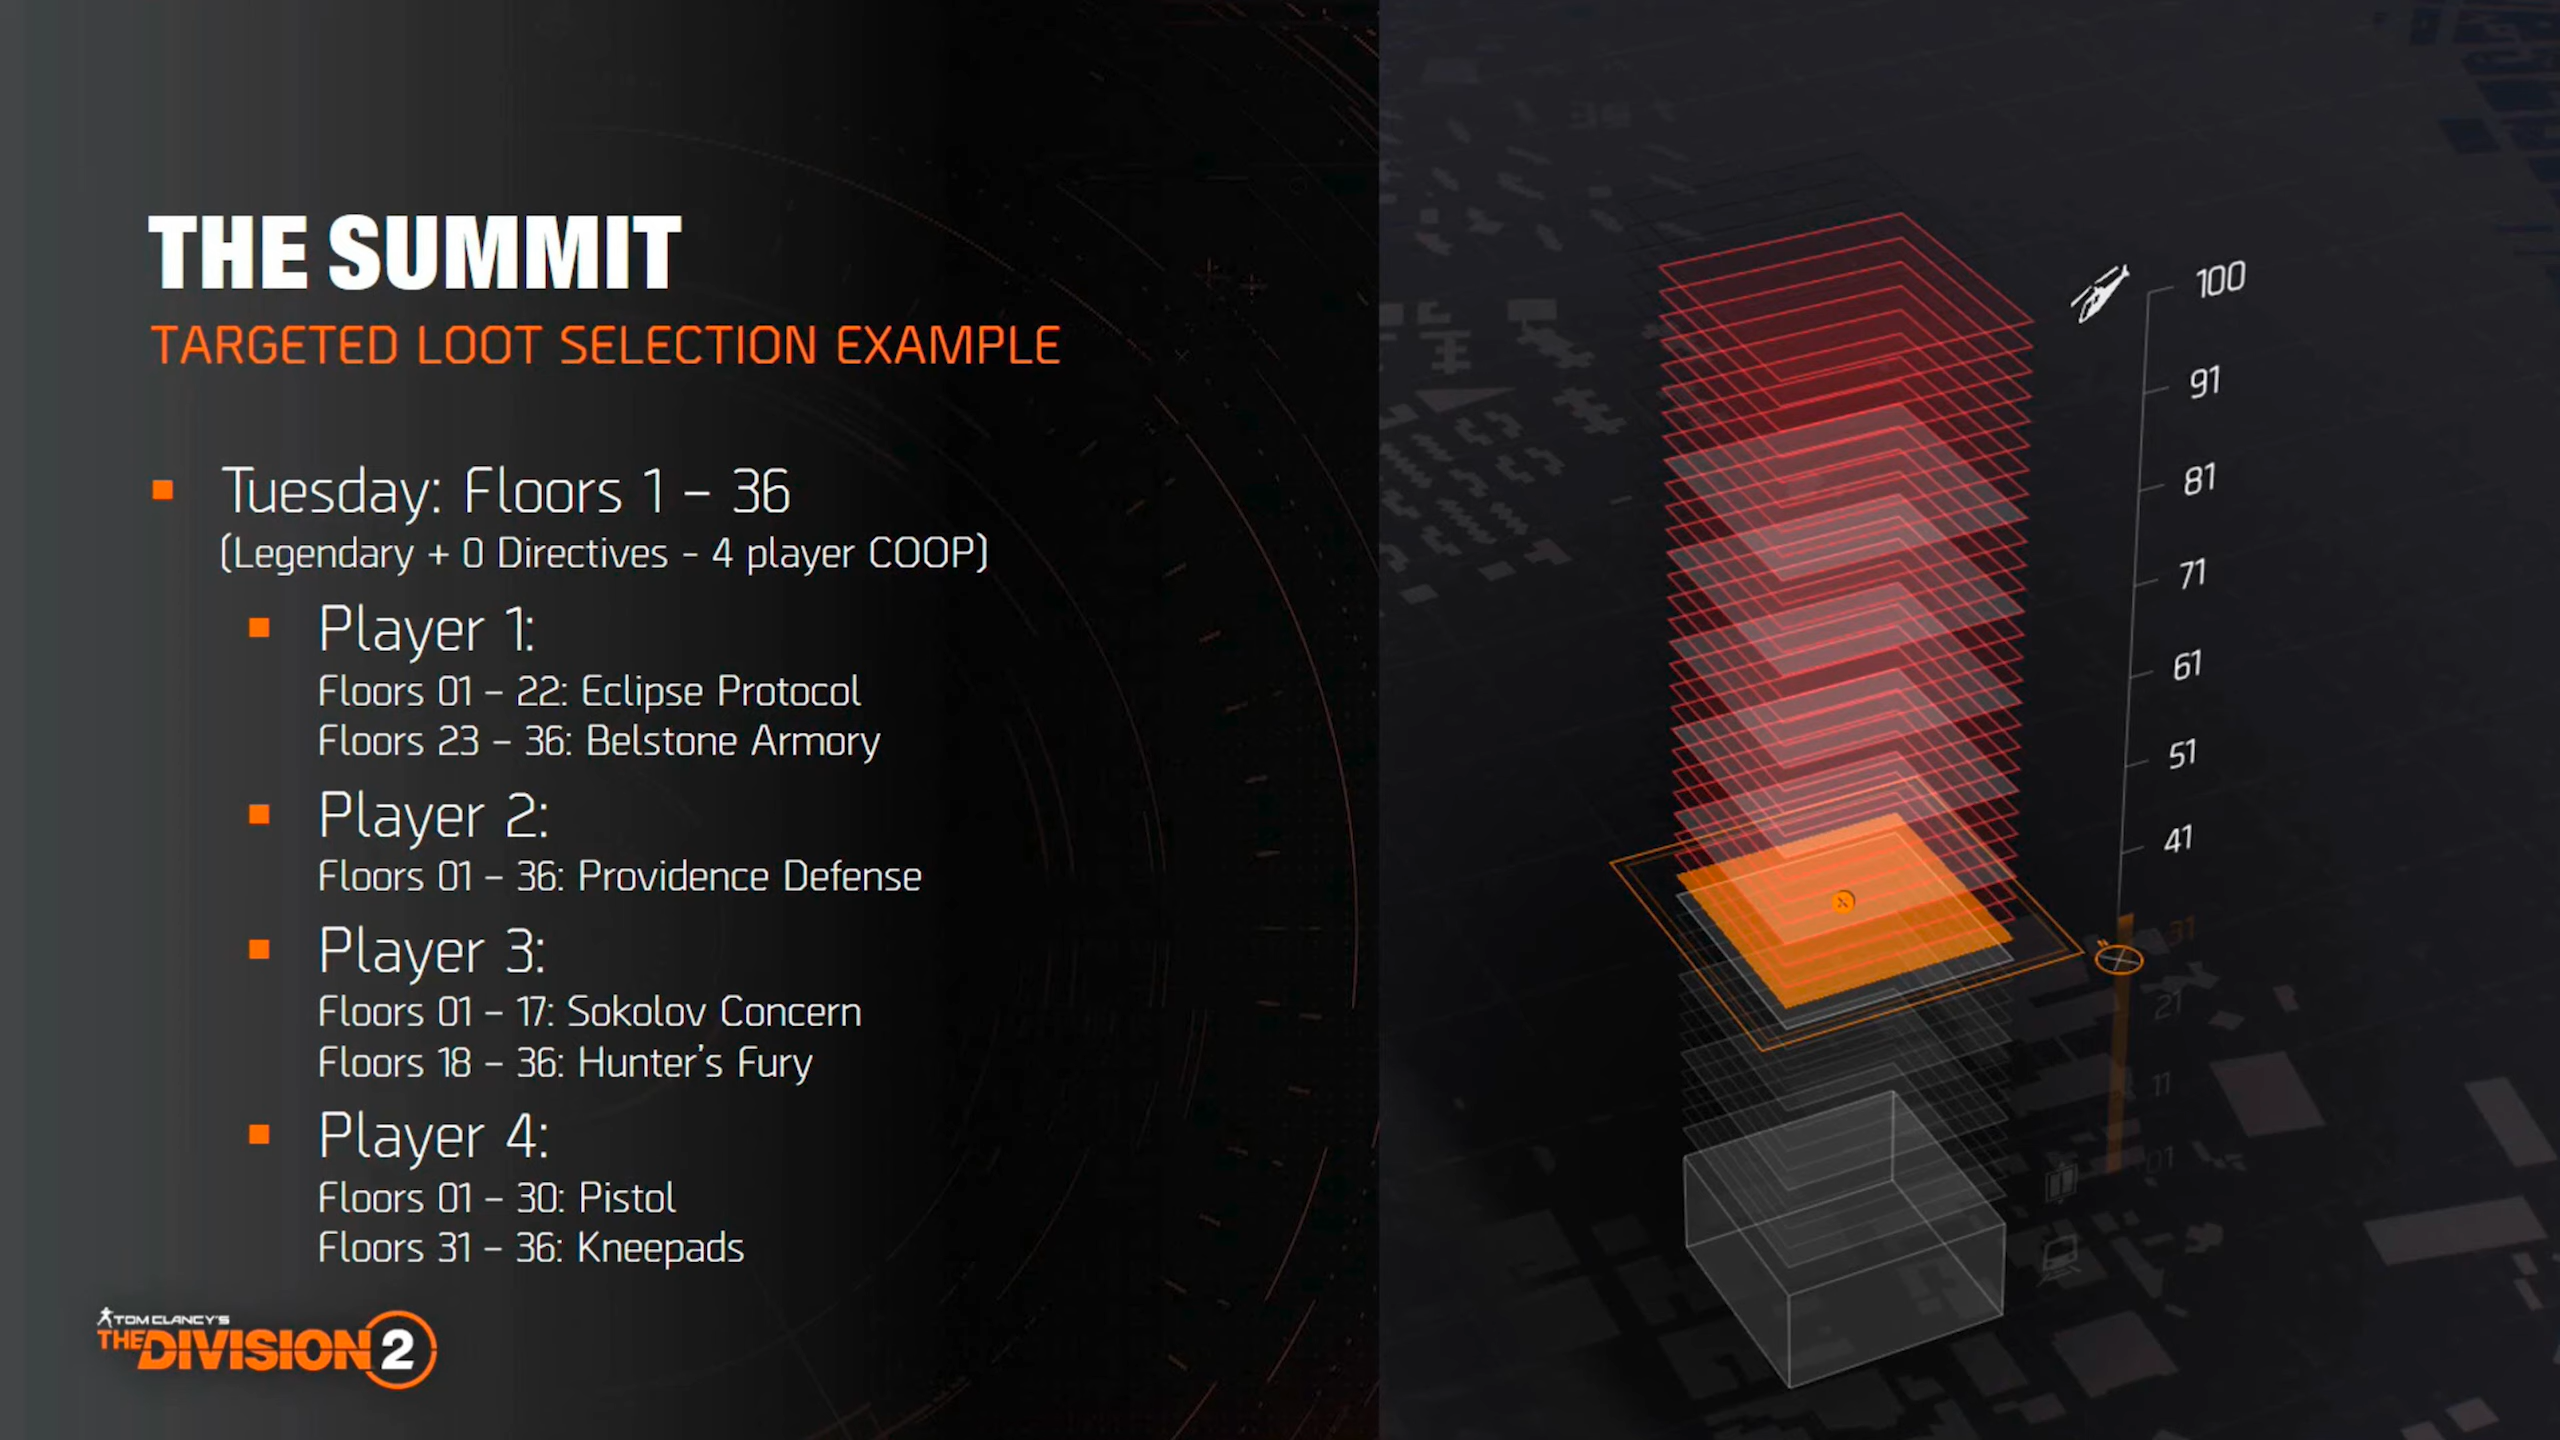 THE SUMMIT
TARGETED LOOT SELECTION EXAMPLE
Tuesday: Floors 1 – 36
(Legendary + 0 Directives - 4 player COOP)
Player 1:
Floors 01 – 22: Eclipse Protocol
Floors 23 – 36: Belstone Armory
Player 2:
Floors 01 – 36: Providence Defense
Player 3:
Floors 01 – 17: Sokolov Concern
Floors 18 – 36: Hunter's Fury
Player 4:
Floors 01 – 30: Pistol
Floors 31 – 36: Kneepads
TOM CLANCY'S
THE DIVISION 2
100
91
81
71
61
51
41
31
21
11
01